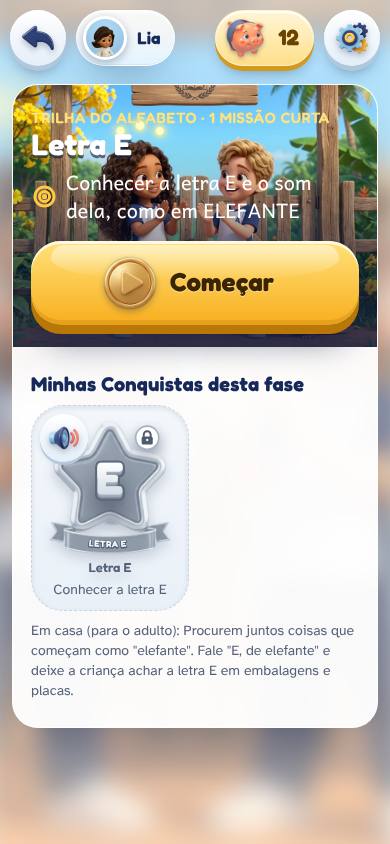 Lia
12
TRILHA DO ALFABETO · 1 MISSÃO CURTA
Letra E
Conhecer a letra E e o som
dela, como em ELEFANTE
Começar
Minhas Conquistas desta fase
E
LETRA E
Letra E
Conhecer a letra E
Em casa (para o adulto): Procurem juntos coisas que
começam como "elefante". Fale "E, de elefante" e
deixe a criança achar a letra E em embalagens e
placas.